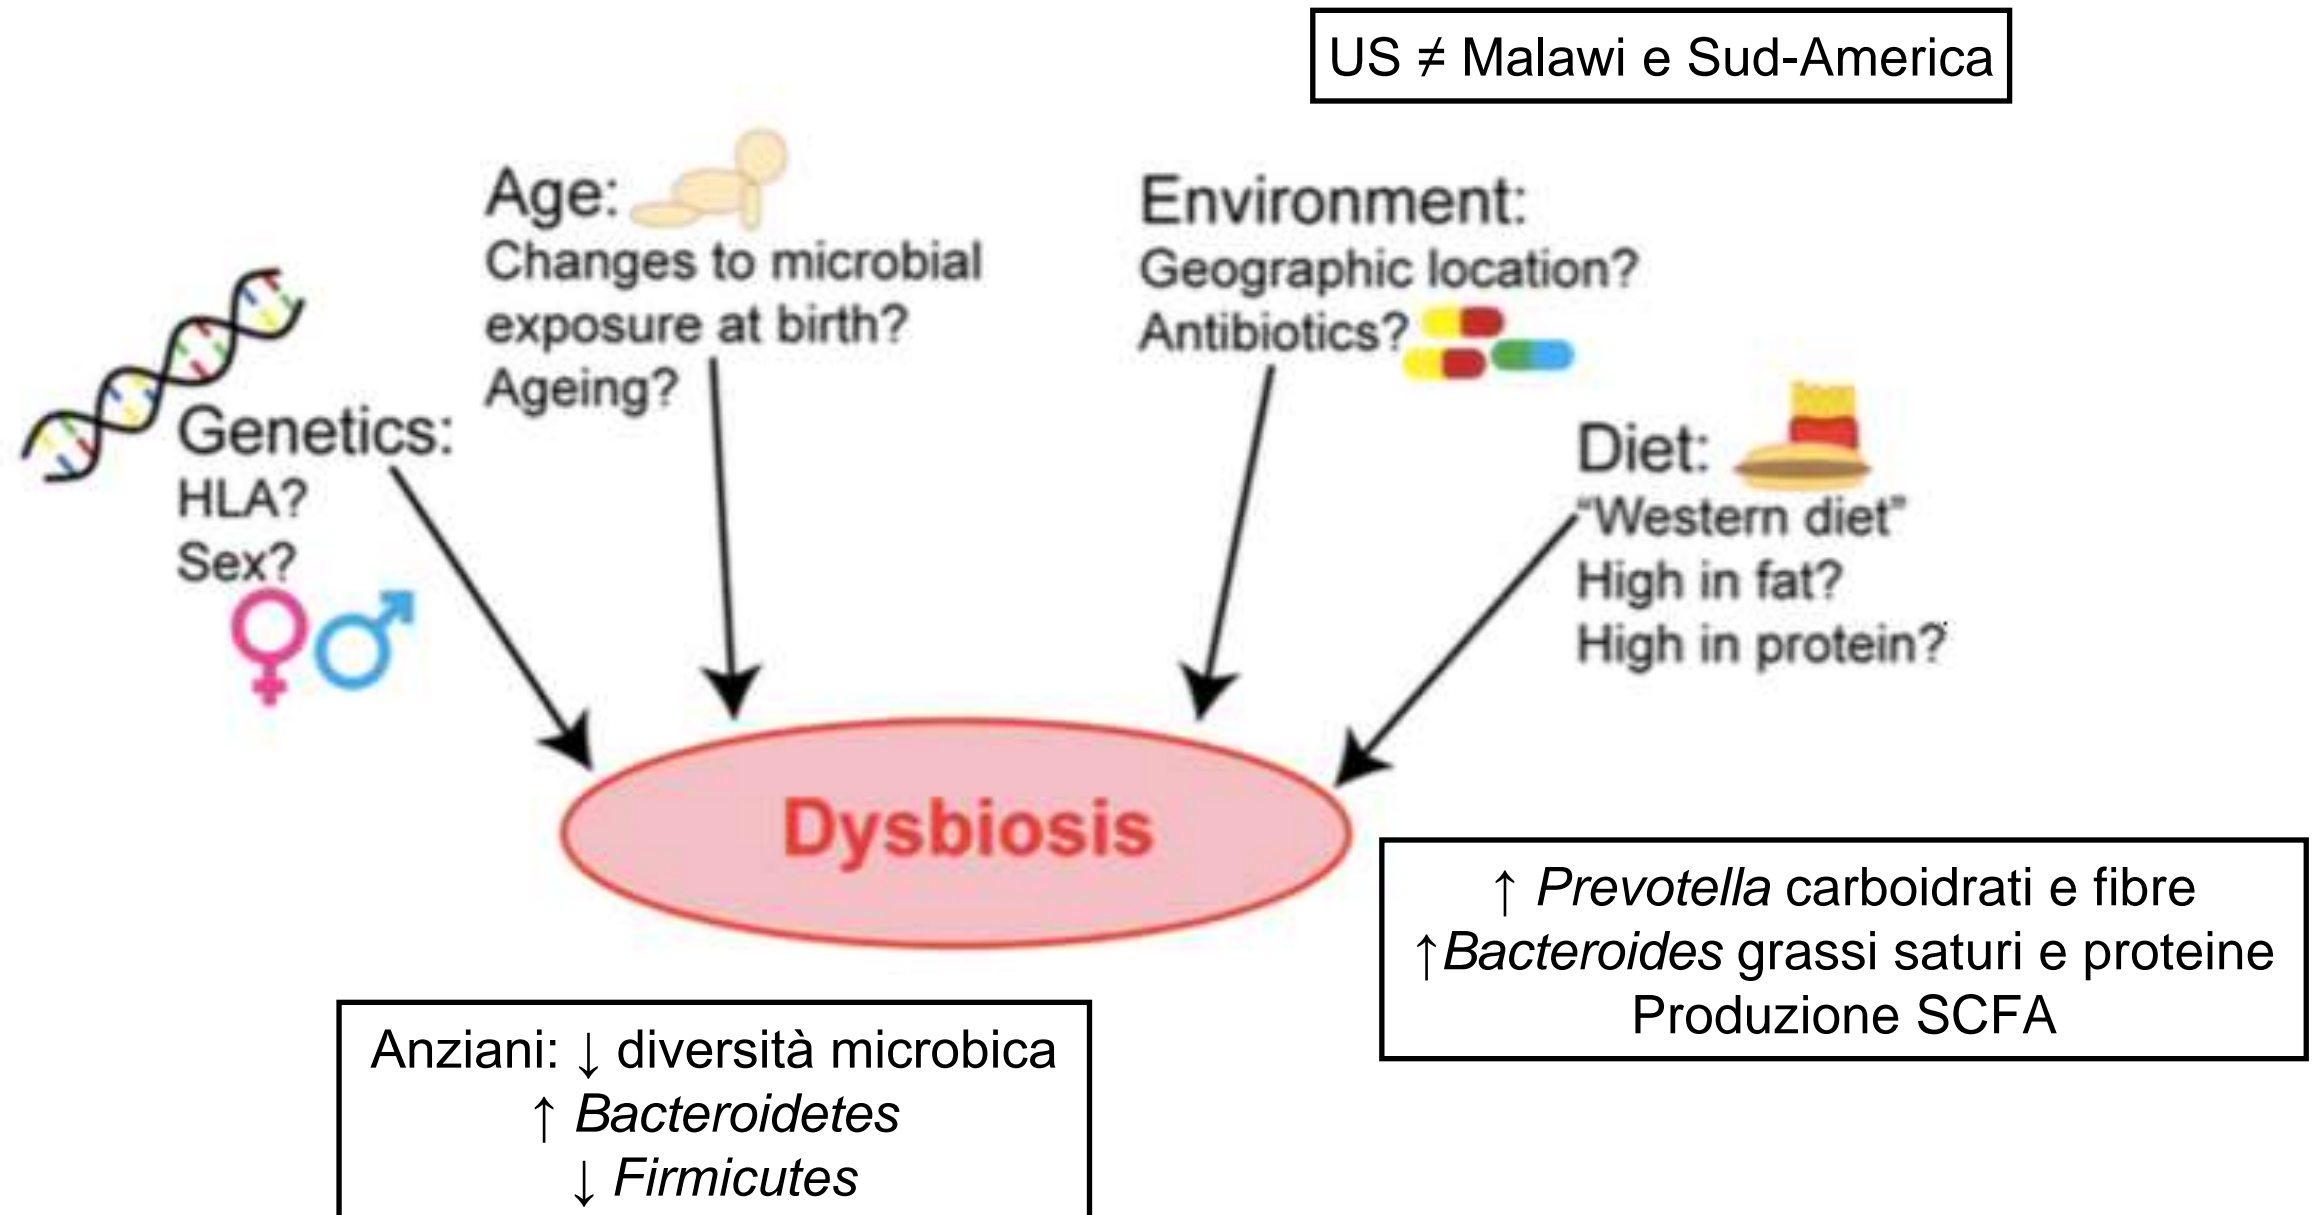 US ≠ Malawi e Sud-America
Age:
Changes to microbial
exposure at birth?
Ageing?
Environment:
Geographic location?
Antibiotics?
Genetics:
HLA?
Sex?
Diet:
“Western diet”
High in fat?
High in protein?
Dysbiosis
↑ Prevotella carboidrati e fibre
↑Bacteroides grassi saturi e proteine
Produzione SCFA
Anziani: ↓ diversità microbica
↑ Bacteroidetes
↓ Firmicutes